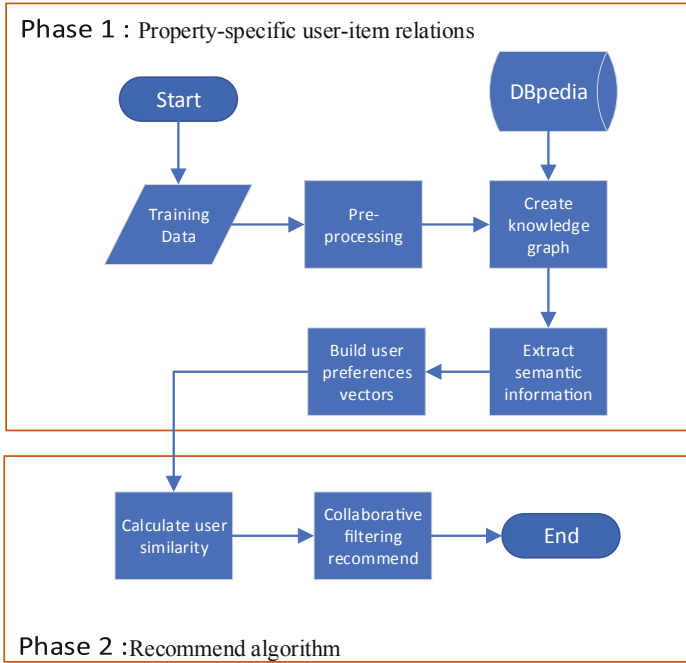 Phase 1 : Property-specific user-item relations
Start
DBpedia
Training
Data
Pre-
processing
Create
knowledge
graph
Build user
preferences
vectors
Extract
semantic
information
Calculate user
similarity
Collaborative
filtering
recommend
End
Phase 2 :Recommend algorithm